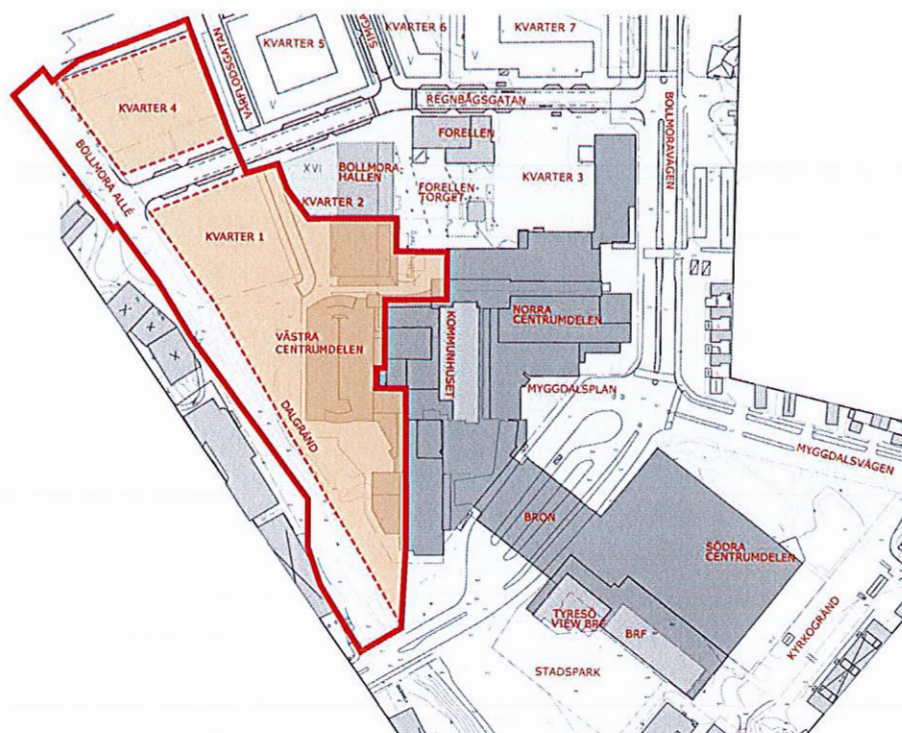 KVARTER 5
SIMGA
KVARTER 6
KVARTER 7
VÅRFLODSGATAN
V
V
V
KVARTER 4
REGNBÅGSGATAN
BOLLMORAVÄGEN
BOLLMORA ALLÉ
FORELLEN
XVI
BOLLMORA
HALLEN
FORELLEN
TORGET
KVARTER 3
KVARTER 2
KVARTER 1
KOMMUNHUSET
NORRA
CENTRUMDELEN
VÄSTRA
CENTRUMDELEN
X
X
X
MYGGDALSPLAN
DALGRÄND
MYGGDALSVÄGEN
BRON
SÖDRA
CENTRUMDELEN
TYRESÖ
VIEW BRF
BRF
KYRKOGRÄND
STADSPARK